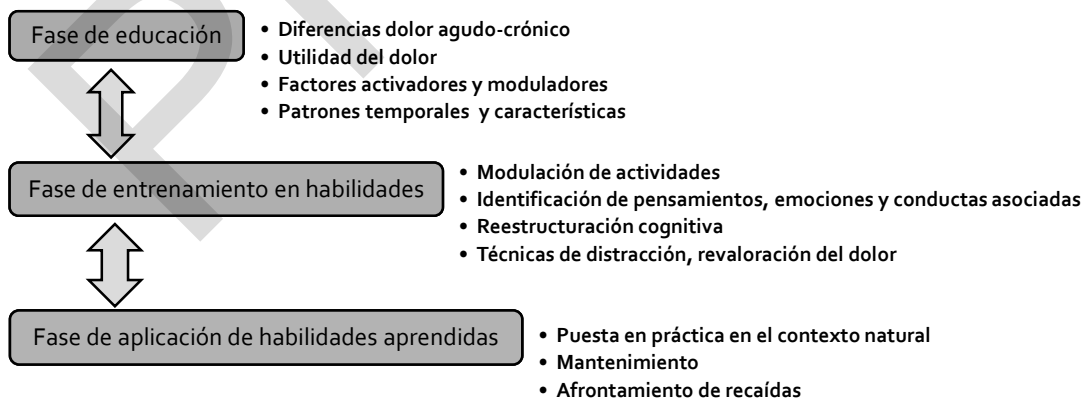 Fase de educación
• Diferencias dolor agudo-crónico
• Utilidad del dolor
• Factores activadores y moduladores
• Patrones temporales y características
Fase de entrenamiento en habilidades
• Modulación de actividades
• Identificación de pensamientos, emociones y conductas asociadas
• Reestructuración cognitiva
• Técnicas de distracción, revaloración del dolor
Fase de aplicación de habilidades aprendidas
• Puesta en práctica en el contexto natural
• Mantenimiento
• Afrontamiento de recaídas